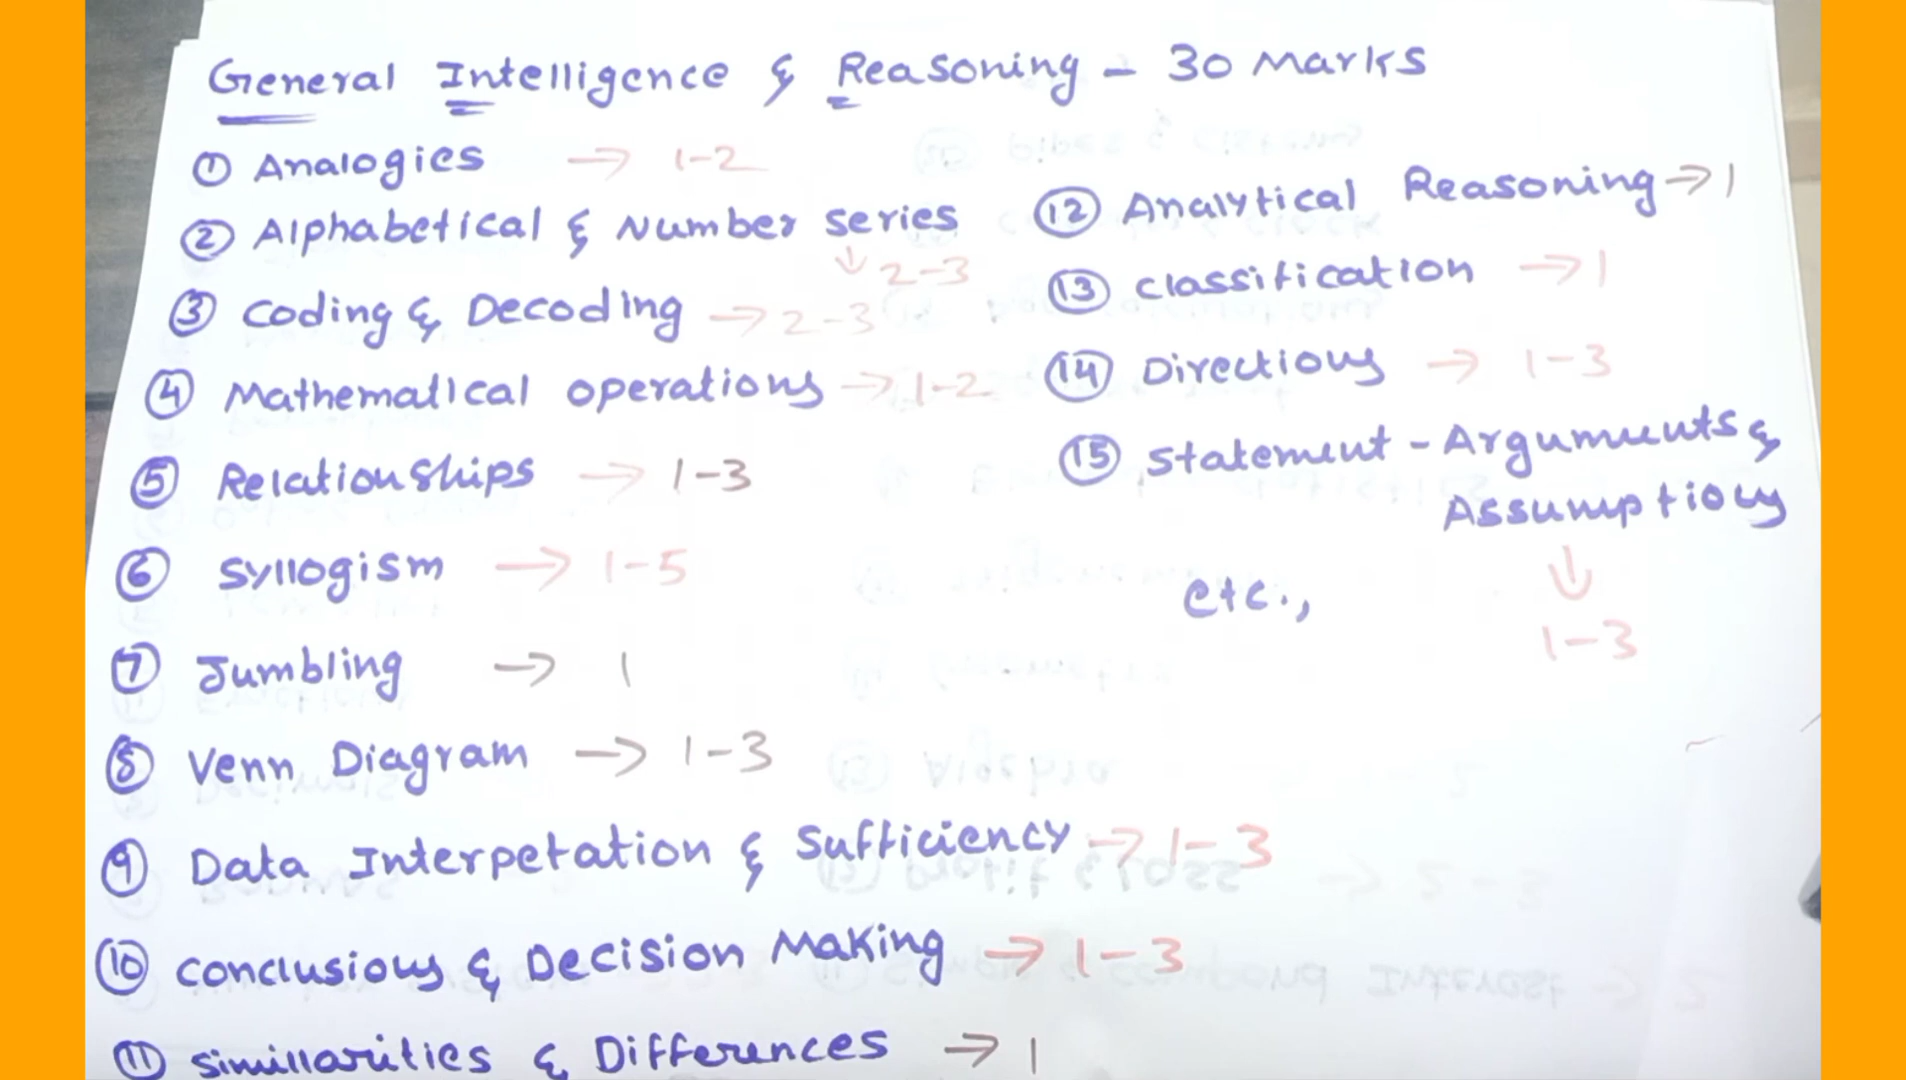 General Intelligence & Reasoning - 30 Marks
① Analogies → 1-2
② Alphabetical & Number series
↓ 2-3
③ Coding & Decoding → 2-3
④ Mathematical operations → 1-2
⑤ Relationships → 1-3
⑥ Syllogism → 1-5
⑦ Jumbling → 1
⑧ Venn Diagram → 1-3
⑨ Data Interpetation & Sufficiency → 1-3
⑩ Conclusions & Decision Making → 1-3
⑪ Simillarities & Differences → 1
⑫ Analytical Reasoning → 1
⑬ Classification → 1
⑭ Directions → 1-3
⑮ Statement - Arguments &
Assumptions
↓
1-3
etc.,